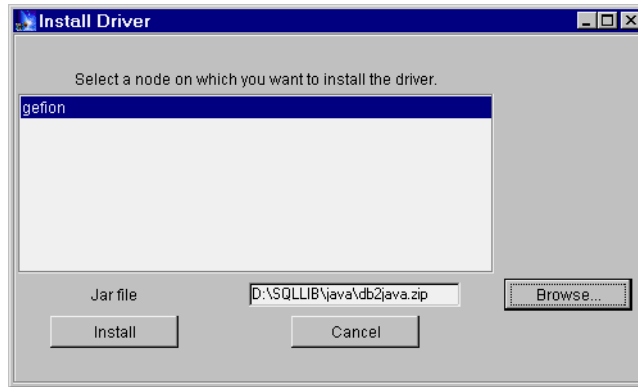 Install Driver
Select a node on which you want to install the driver.
gefion
Jar file D:\SQLLIB\java\db2java.zip Browse...
Install Cancel